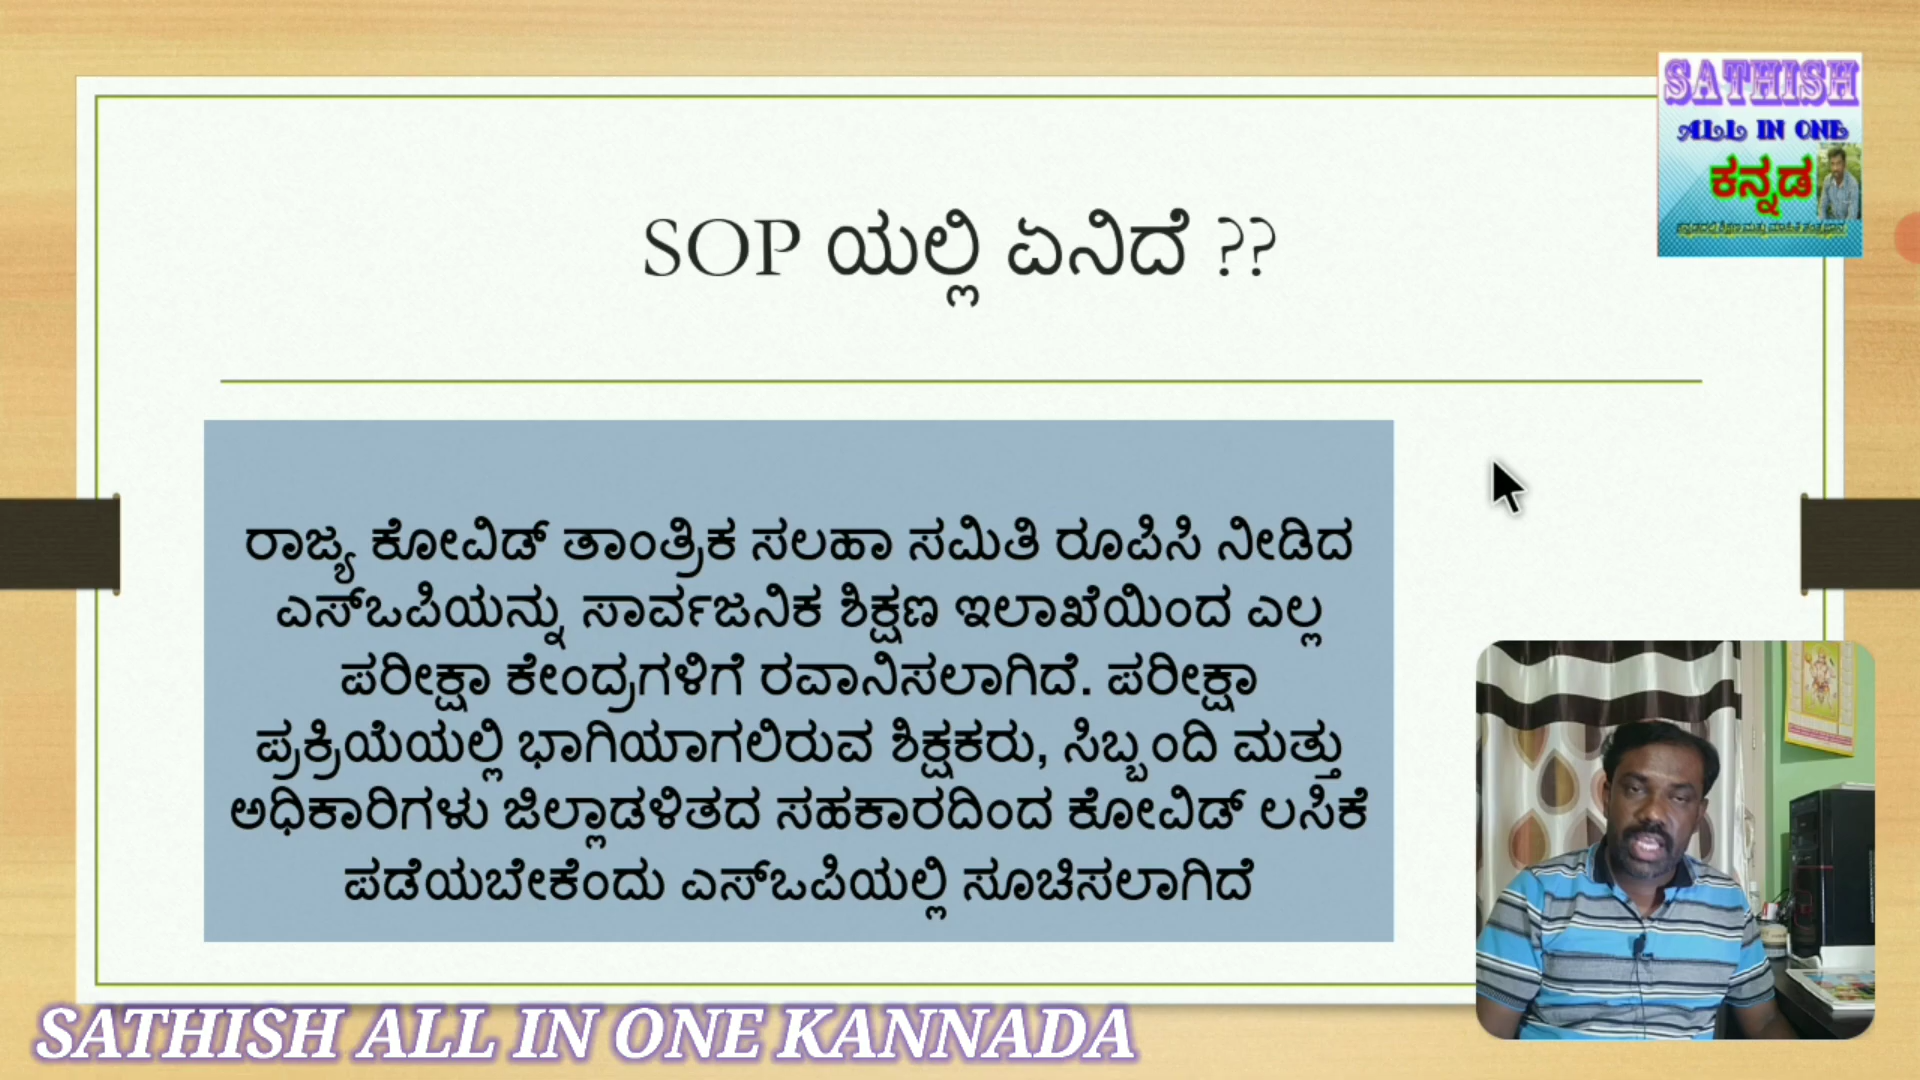 SATHISH
ALL IN ONE
ಕನ್ನಡ
SOP ಯಲ್ಲಿ ಏನಿದೆ ??
ರಾಜ್ಯ ಕೋವಿಡ್ ತಾಂತ್ರಿಕ ಸಲಹಾ ಸಮಿತಿ ರೂಪಿಸಿ ನೀಡಿದ
ಎಸ್‌ಒಪಿಯನ್ನು ಸಾರ್ವಜನಿಕ ಶಿಕ್ಷಣ ಇಲಾಖೆಯಿಂದ ಎಲ್ಲ
ಪರೀಕ್ಷಾ ಕೇಂದ್ರಗಳಿಗೆ ರವಾನಿಸಲಾಗಿದೆ. ಪರೀಕ್ಷಾ
ಪ್ರಕ್ರಿಯೆಯಲ್ಲಿ ಭಾಗಿಯಾಗಲಿರುವ ಶಿಕ್ಷಕರು, ಸಿಬ್ಬಂದಿ ಮತ್ತು
ಅಧಿಕಾರಿಗಳು ಜಿಲ್ಲಾಡಳಿತದ ಸಹಕಾರದಿಂದ ಕೋವಿಡ್ ಲಸಿಕೆ
ಪಡೆಯಬೇಕೆಂದು ಎಸ್‌ಒಪಿಯಲ್ಲಿ ಸೂಚಿಸಲಾಗಿದೆ
SATHISH ALL IN ONE KANNADA